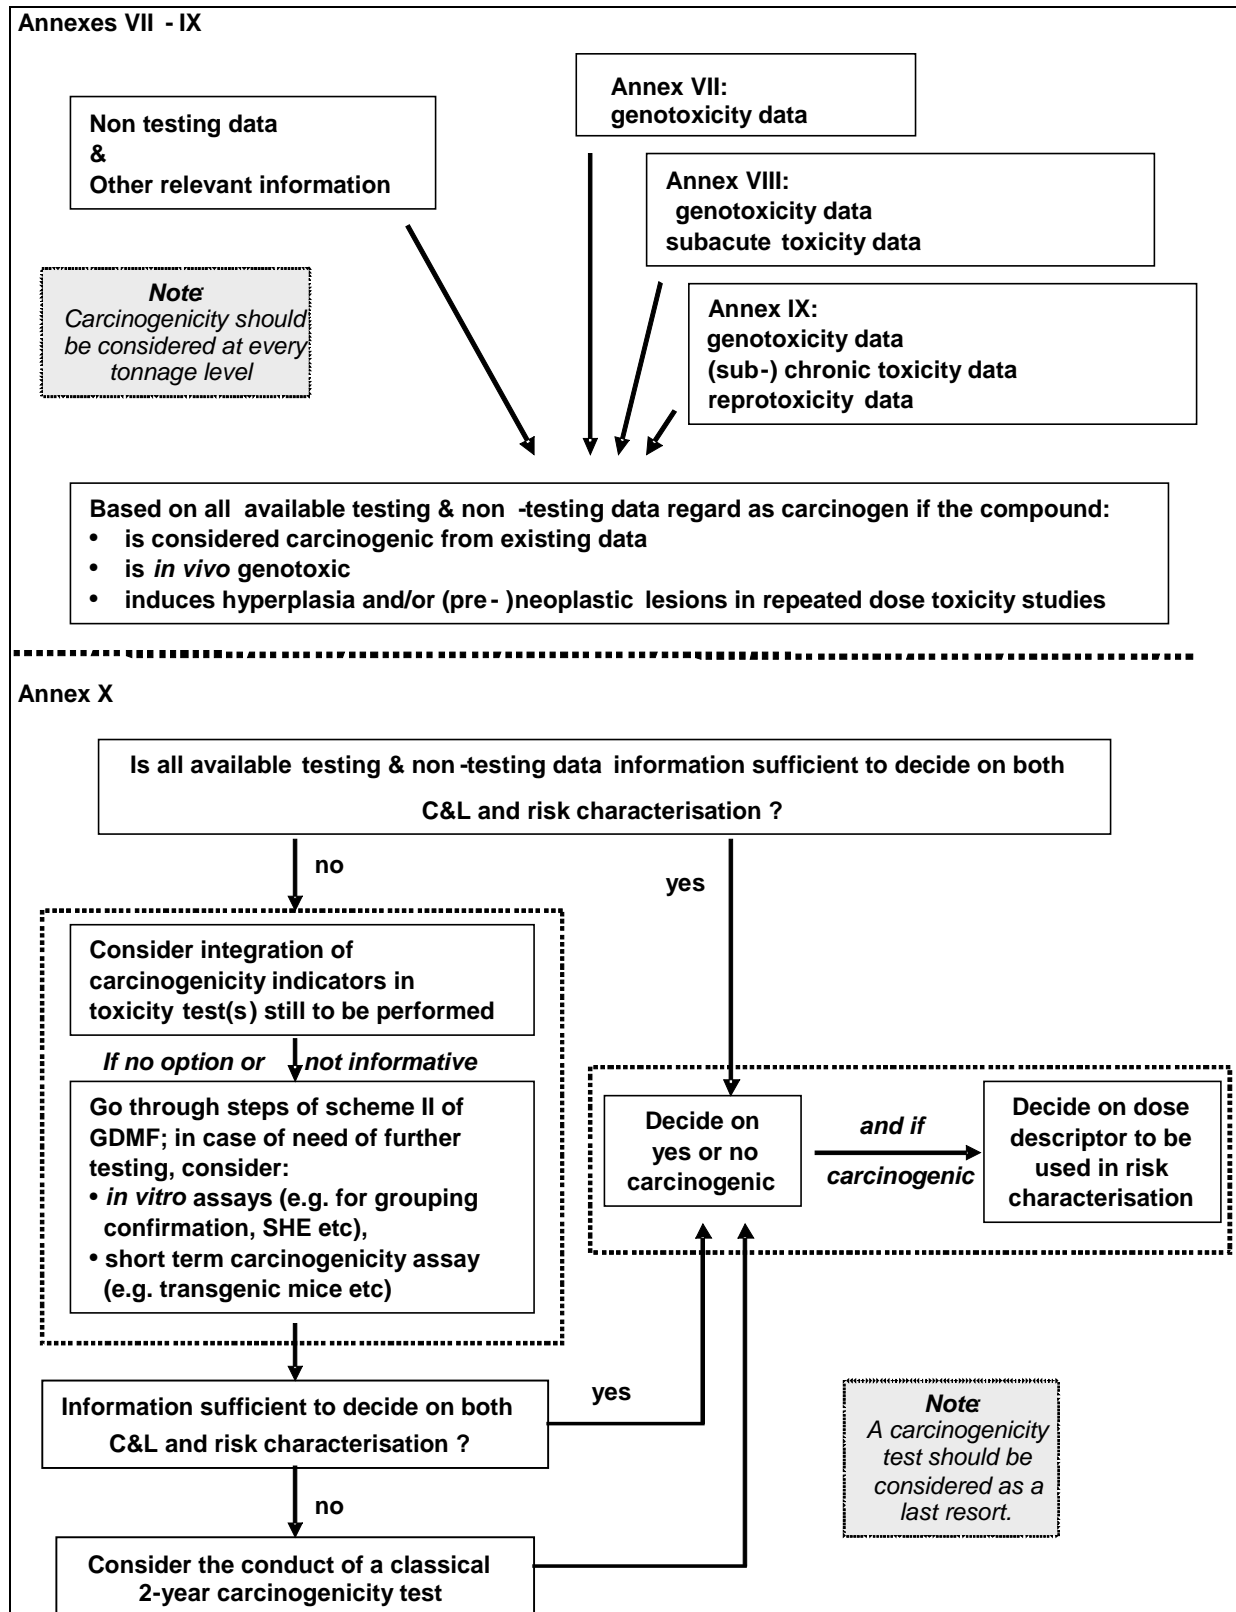 Annexes VII - IX
Non testing data
&
Other relevant information
Annex VII:
genotoxicity data
Annex VIII:
genotoxicity data
subacute toxicity data
Annex IX:
genotoxicity data
(sub-) chronic toxicity data
reprotoxicity data
Note:
Carcinogenicity should
be considered at every
tonnage level
Based on all available testing & non -testing data regard as carcinogen if the compound:
• is considered carcinogenic from existing data
• is in vivo genotoxic
• induces hyperplasia and/or (pre- )neoplastic lesions in repeated dose toxicity studies
Annex X
Is all available testing & non-testing data information sufficient to decide on both
C&L and risk characterisation ?
no
yes
Consider integration of
carcinogenicity indicators in
toxicity test(s) still to be performed
If no option or not informative
Go through steps of scheme II of
GDMF; in case of need of further
testing, consider:
• in vitro assays (e.g. for grouping
confirmation, SHE etc),
• short term carcinogenicity assay
(e.g. transgenic mice etc)
Decide on
yes or no
carcinogenic
and if
carcinogenic
Decide on dose
descriptor to be
used in risk
characterisation
Information sufficient to decide on both
C&L and risk characterisation ?
yes
no
Consider the conduct of a classical
2-year carcinogenicity test
Note:
A carcinogenicity
test should be
considered as a
last resort.